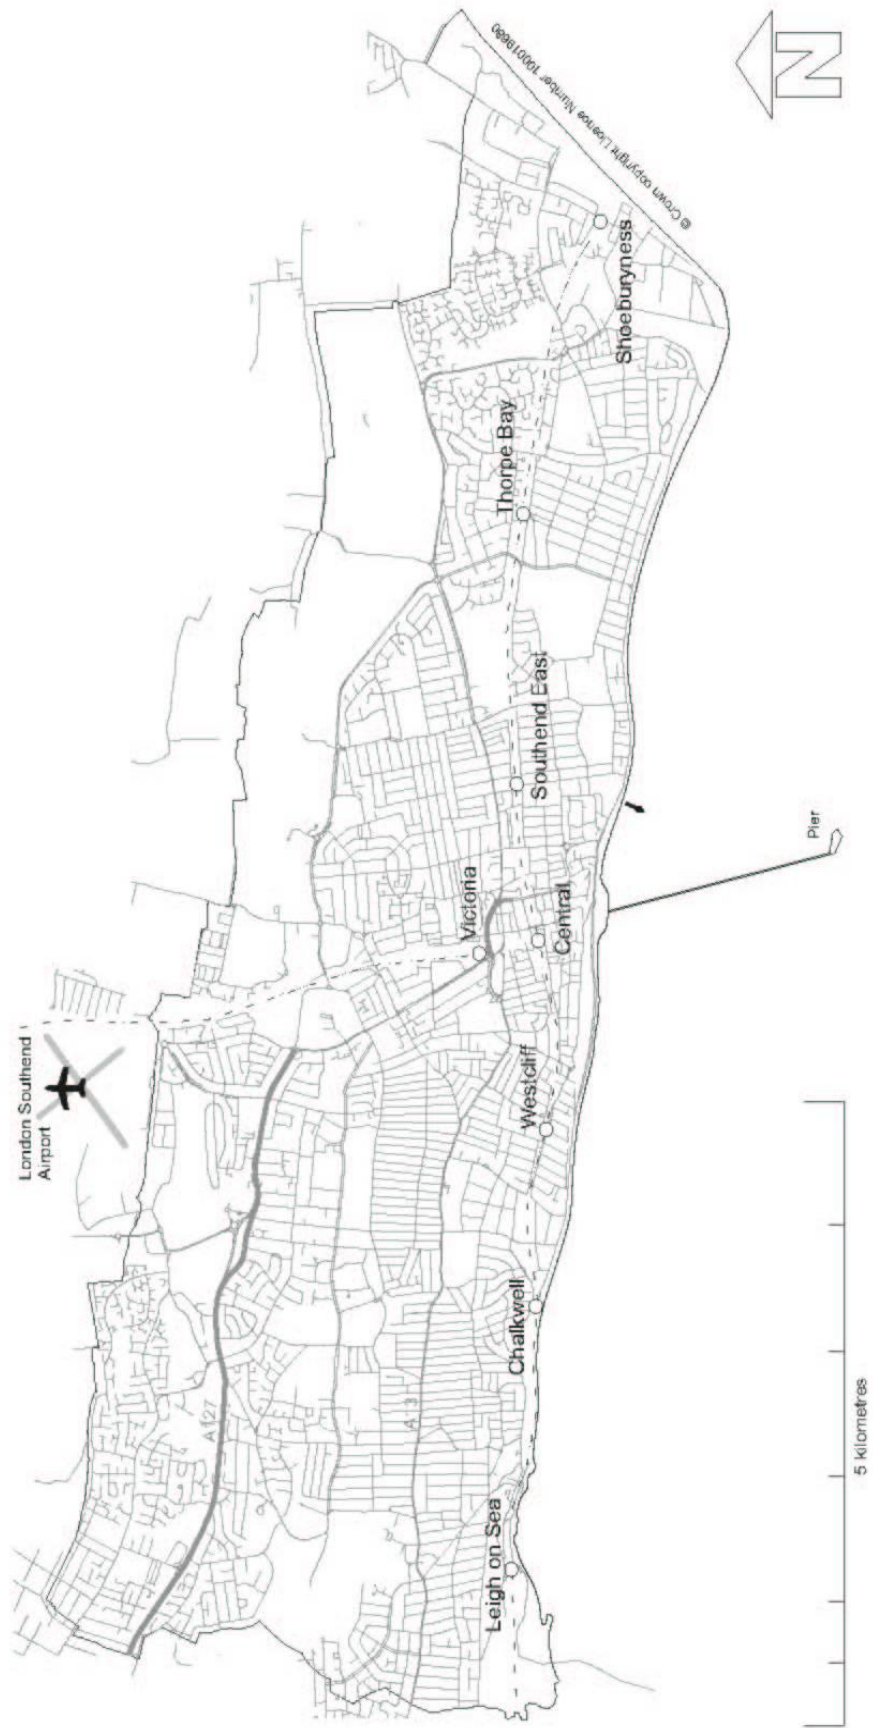 London Southend
Airport
A127
A13
Leigh on Sea
Chalkwell
Westcliff
Victoria
Central
Southend East
Thorpe Bay
Shoeburyness
Pier
5 kilometres
© Crown copyright Licence Number 100019680
N